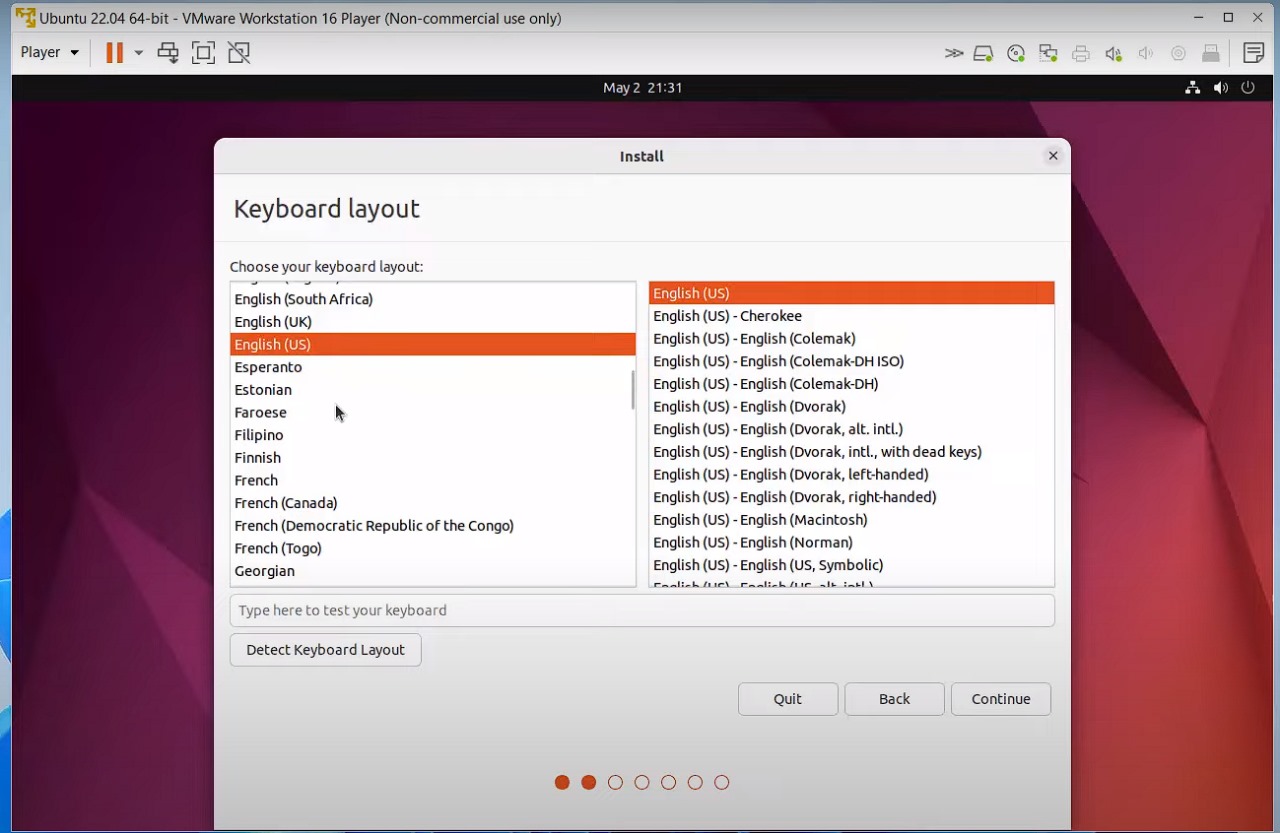 Ubuntu 22.04 64-bit - VMware Workstation 16 Player (Non-commercial use only)
Player
May 2 21:31
Install
Keyboard layout
Choose your keyboard layout:
English (South Africa)
English (UK)
English (US)
Esperanto
Estonian
Faroese
Filipino
Finnish
French
French (Canada)
French (Democratic Republic of the Congo)
French (Togo)
Georgian
English (US)
English (US) - Cherokee
English (US) - English (Colemak)
English (US) - English (Colemak-DH ISO)
English (US) - English (Colemak-DH)
English (US) - English (Dvorak)
English (US) - English (Dvorak, alt. intl.)
English (US) - English (Dvorak, intl., with dead keys)
English (US) - English (Dvorak, left-handed)
English (US) - English (Dvorak, right-handed)
English (US) - English (Macintosh)
English (US) - English (Norman)
English (US) - English (US, Symbolic)
English (US) - English (US, alt. intl.)
Type here to test your keyboard
Detect Keyboard Layout
Quit
Back
Continue